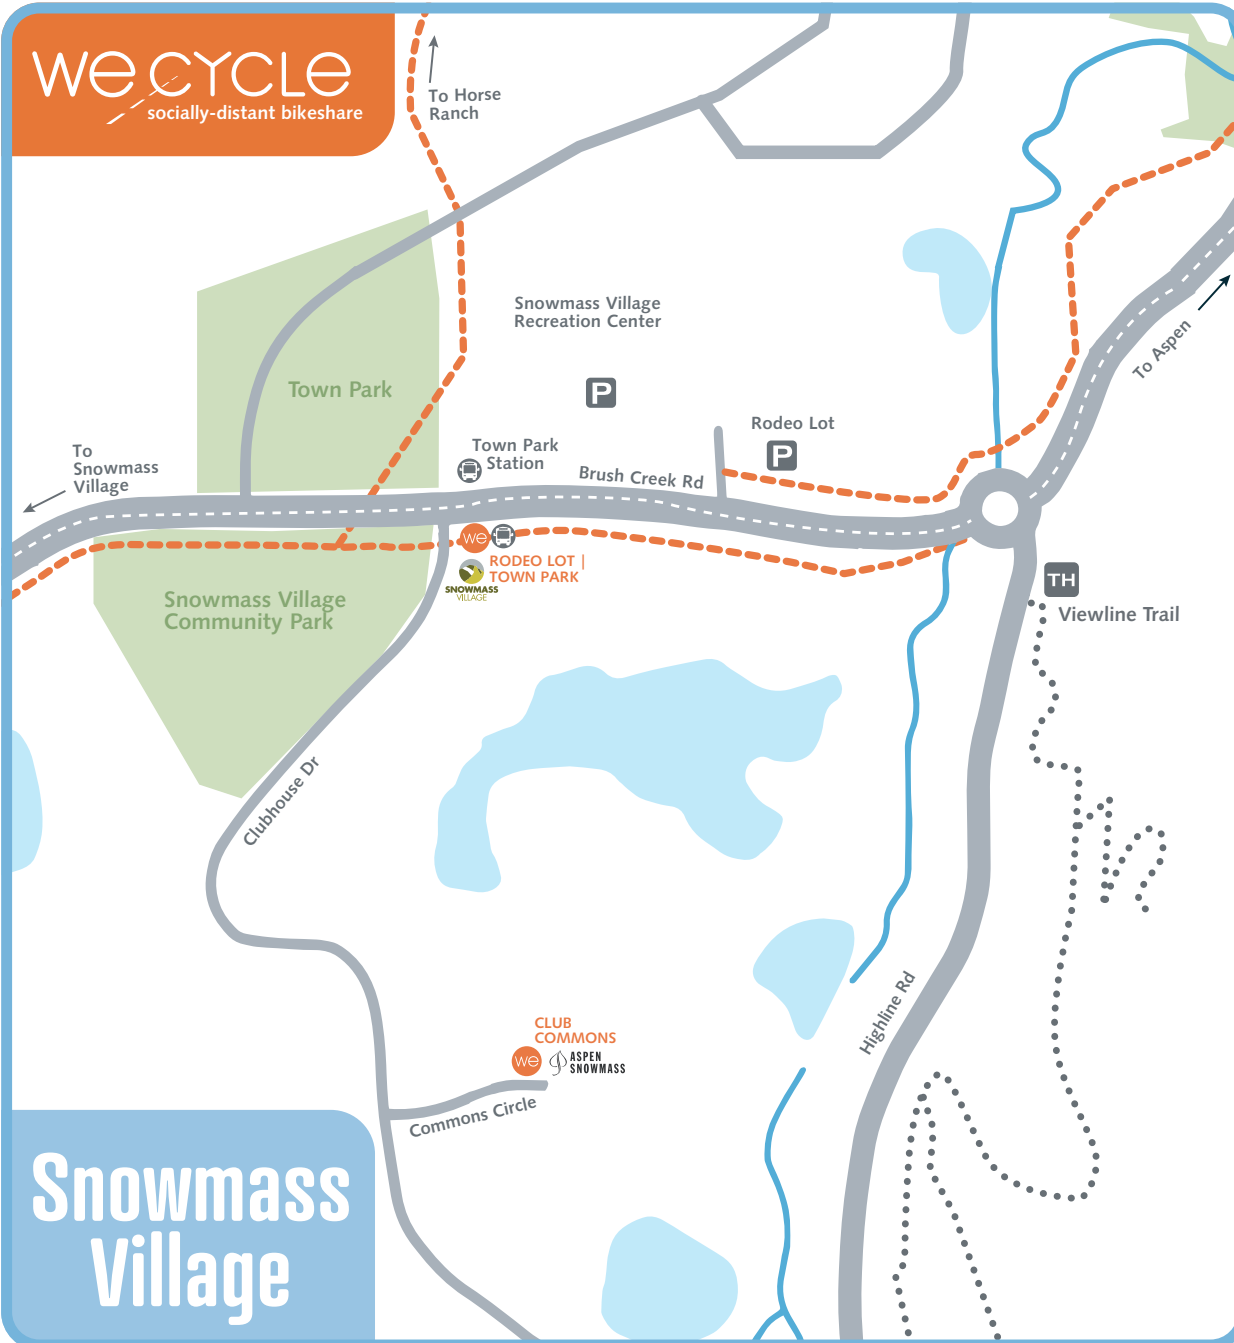 We CYCLE
socially-distant bikeshare
To Horse
Ranch
Snowmass Village
Recreation Center
Town Park
P
Rodeo Lot
P
To Aspen
To
Snowmass
Village
Town Park
Station
Brush Creek Rd
we
RODEO LOT |
TOWN PARK
SNOWMASS
VILLAGE
TH
Viewline Trail
Snowmass Village
Community Park
Clubhouse Dr
Highline Rd
CLUB
COMMONS
we
ASPEN
SNOWMASS
Commons Circle
Snowmass
Village